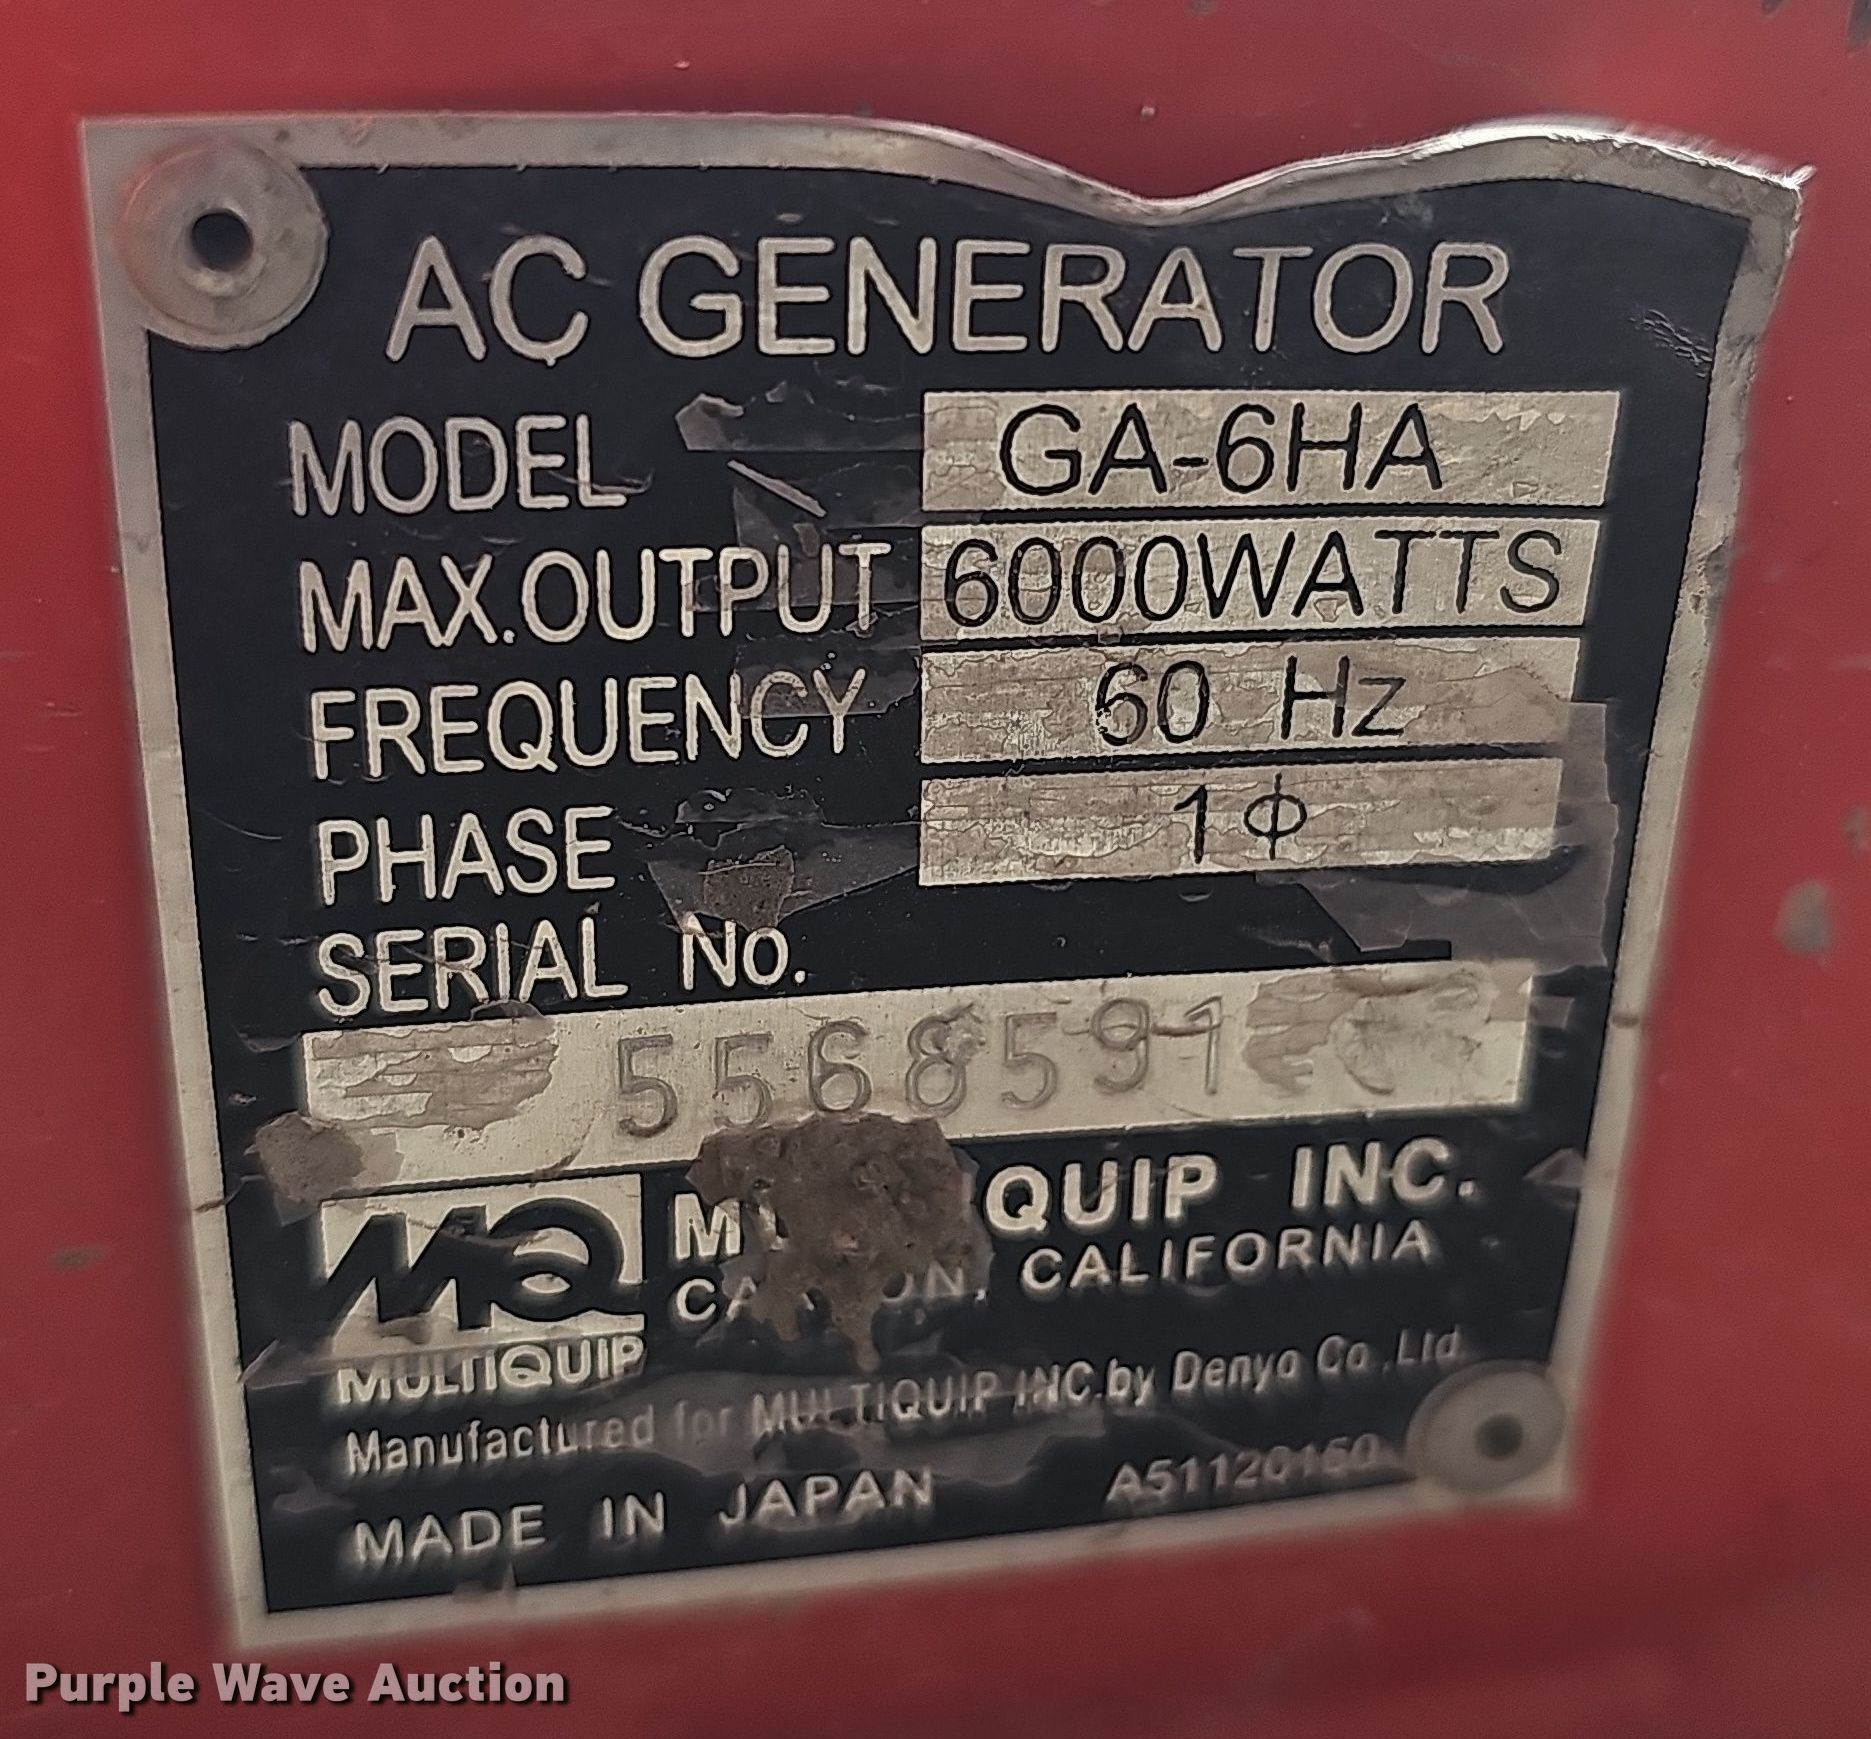 AC GENERATOR
MODEL GA-6HA
MAX.OUTPUT 6000WATTS
FREQUENCY 60 Hz
PHASE 1Φ
SERIAL No.
5568591
MQ QUIP INC.
CALIFORNIA
MULTIQUIP
Manufactured for MULTIQUIP INC.by Denyo Co.,Ltd.
MADE IN JAPAN
Purple Wave Auction